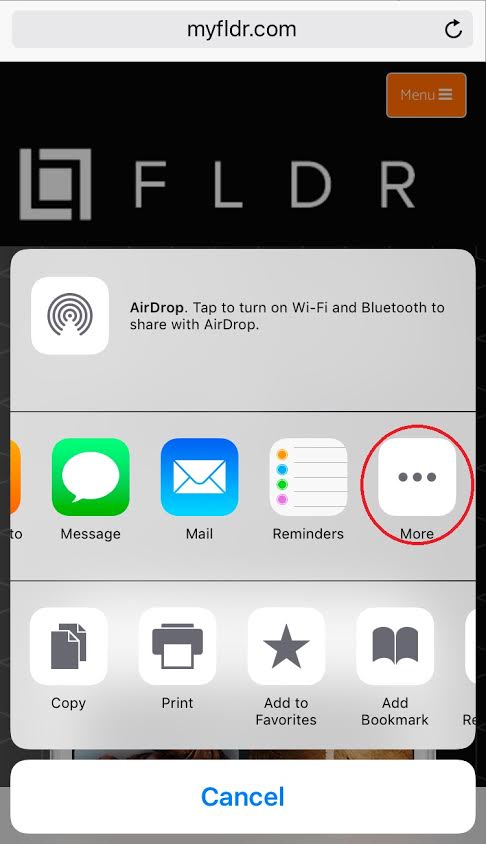 myfldr.com
Menu
FLDR
AirDrop. Tap to turn on Wi-Fi and Bluetooth to
share with AirDrop.
to
Message
Mail
Reminders
More
Copy
Print
Add to
Favorites
Add
Bookmark
Re
Cancel